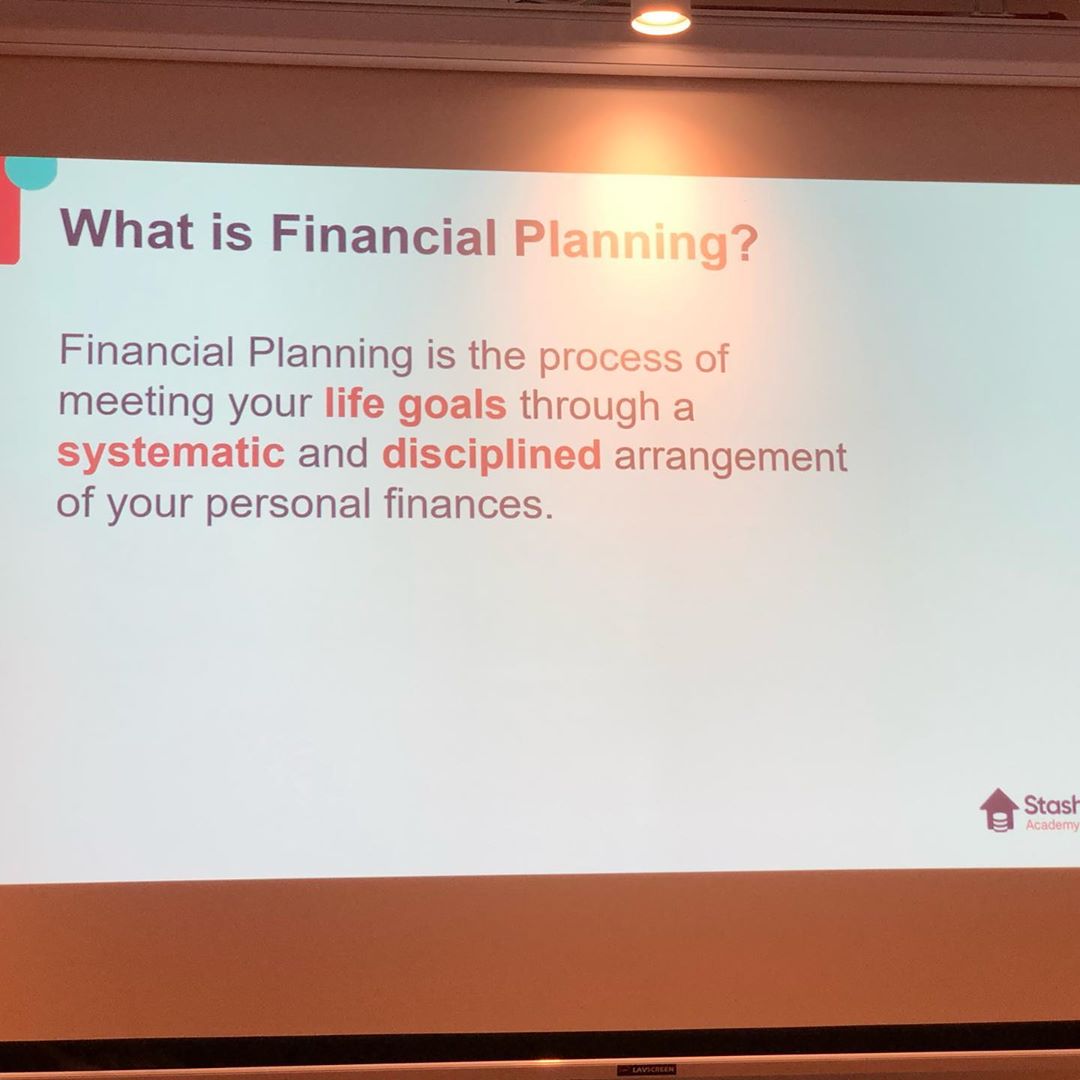 What is Financial Planning?
Financial Planning is the process of
meeting your life goals through a
systematic and disciplined arrangement
of your personal finances.
Stash
Academy
LAVSCREEN